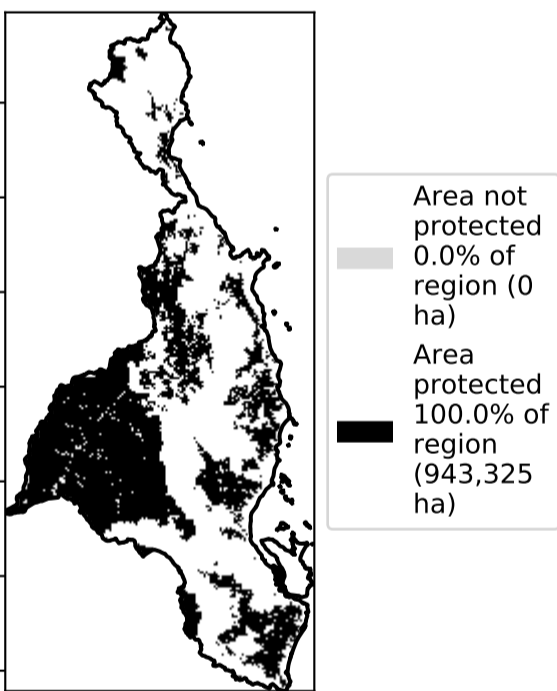 Area not
protected
0.0% of
region (0
ha)
Area
protected
100.0% of
region
(943,325
ha)